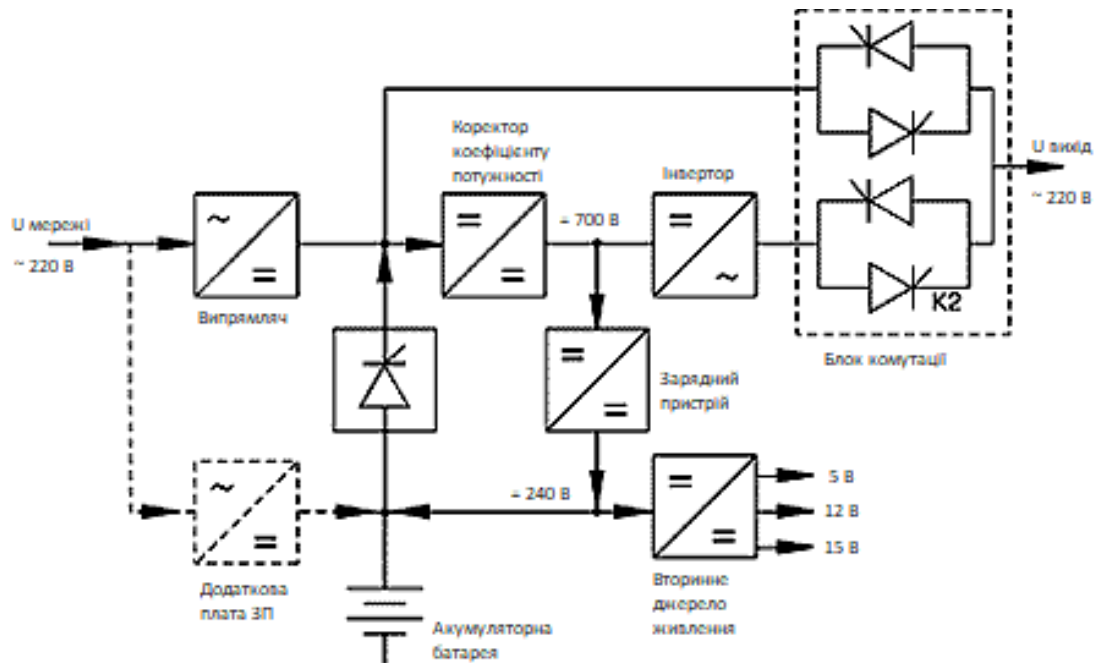 Коректор
коефіцієнту
потужності
Інвертор
U вихід
~ 220 В
U мережі
~ 220 В
= 700 В
К2
Випрямляч
Блок комутації
Зарядний
пристрій
= 240 В
5 В
12 В
15 В
Додаткова
плата ЗП
Акумуляторна
батарея
Вторинне
джерело
живлення